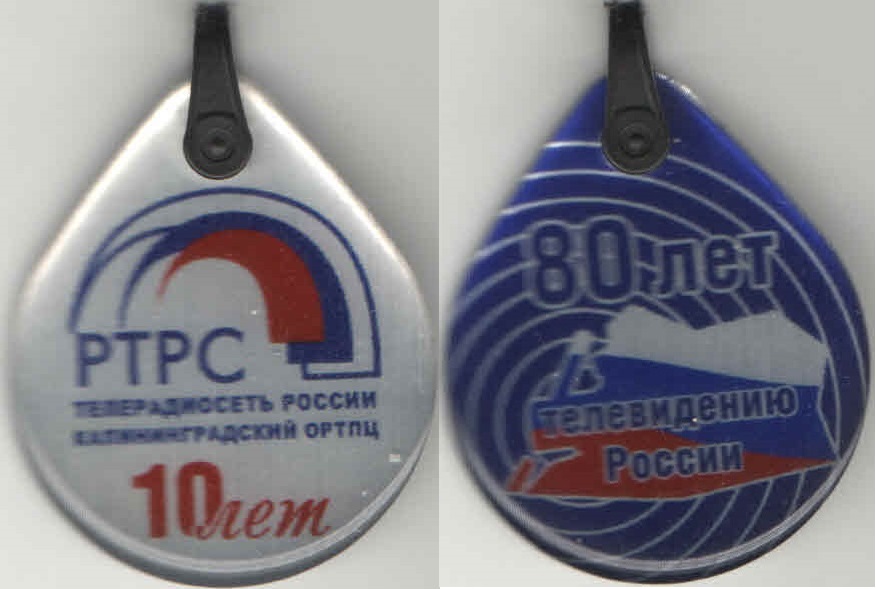 РТРС
ТЕЛЕРАДИОСЕТЬ РОССИИ
КАЛИНИНГРАДСКИЙ ОРТПЦ
10 лет
80 лет
телевидению
России